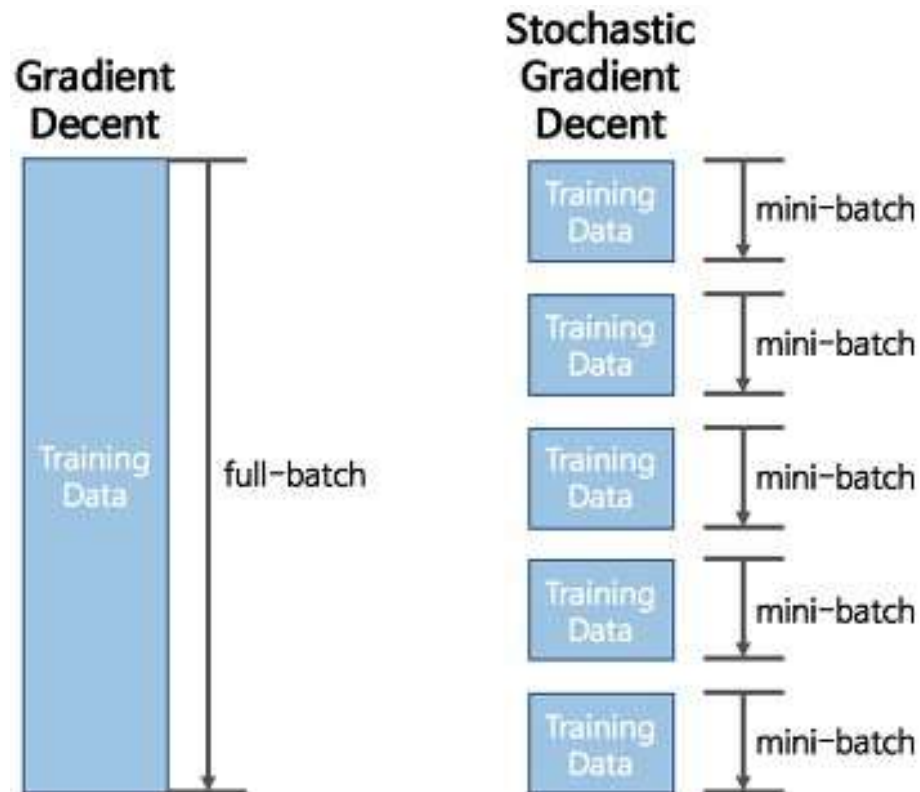 Gradient
Decent
Training
Data
full-batch
Stochastic
Gradient
Decent
Training
Data
mini-batch
Training
Data
mini-batch
Training
Data
mini-batch
Training
Data
mini-batch
Training
Data
mini-batch